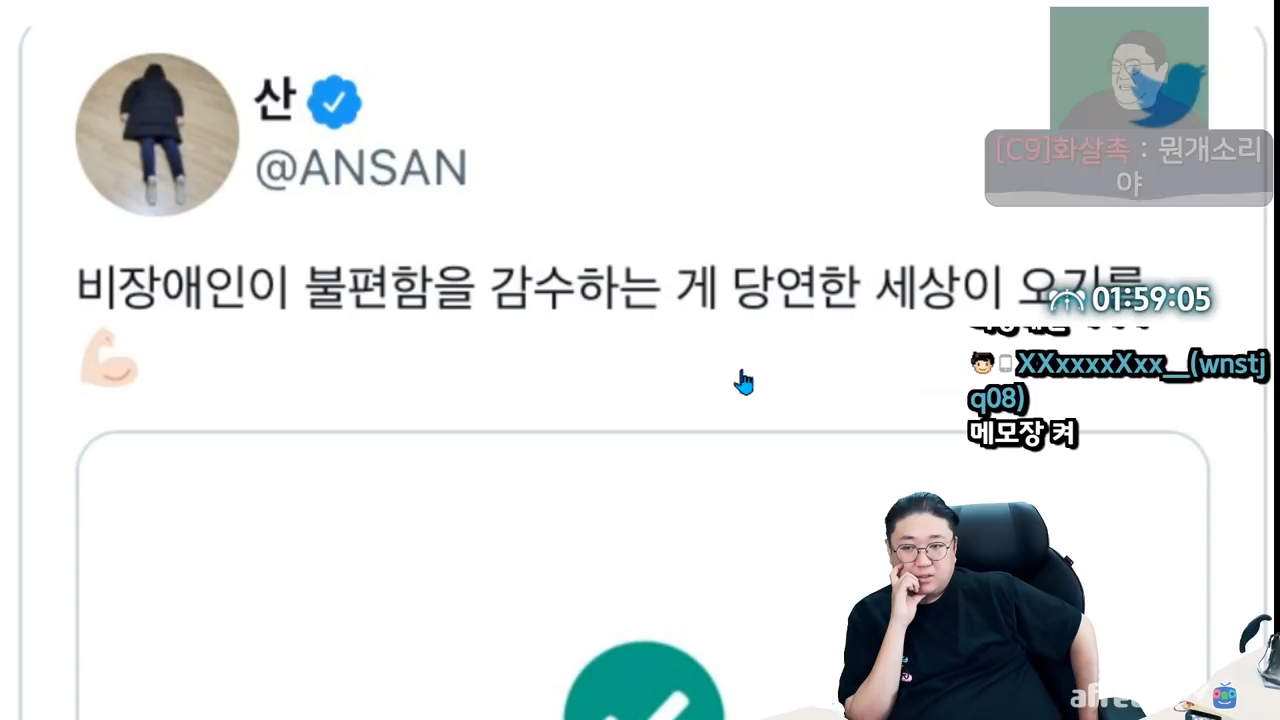 산
@ANSAN
[C9]화살촉 : 뭔개소리
야
비장애인이 불편함을 감수하는 게 당연한 세상이 오기를
01:59:05
XXxxxxXxx__(wnstj
q08)
메모장 켜